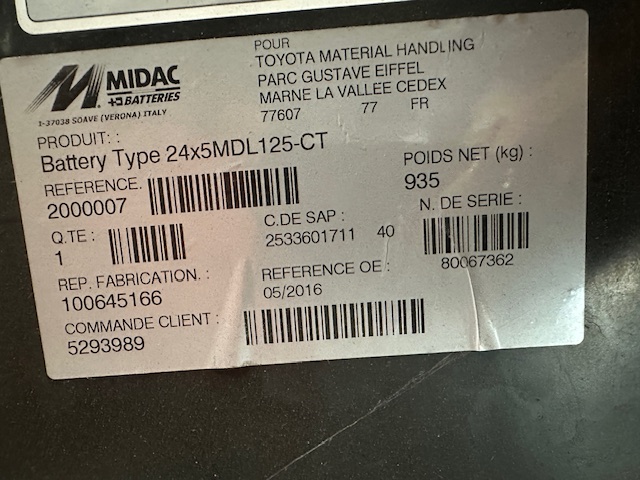 MIDAC
BATTERIES
I-37038 SOAVE (VERONA) ITALY
POUR
TOYOTA MATERIAL HANDLING
PARC GUSTAVE EIFFEL
MARNE LA VALLEE CEDEX
77607 77 FR
PRODUIT: :
Battery Type 24x5MDL125-CT
POIDS NET (kg) :
935
REFERENCE.
2000007
N. DE SERIE :
80067362
Q.TE :
1
C.DE SAP :
2533601711 40
REP. FABRICATION. :
100645166
REFERENCE OE :
05/2016
COMMANDE CLIENT :
5293989